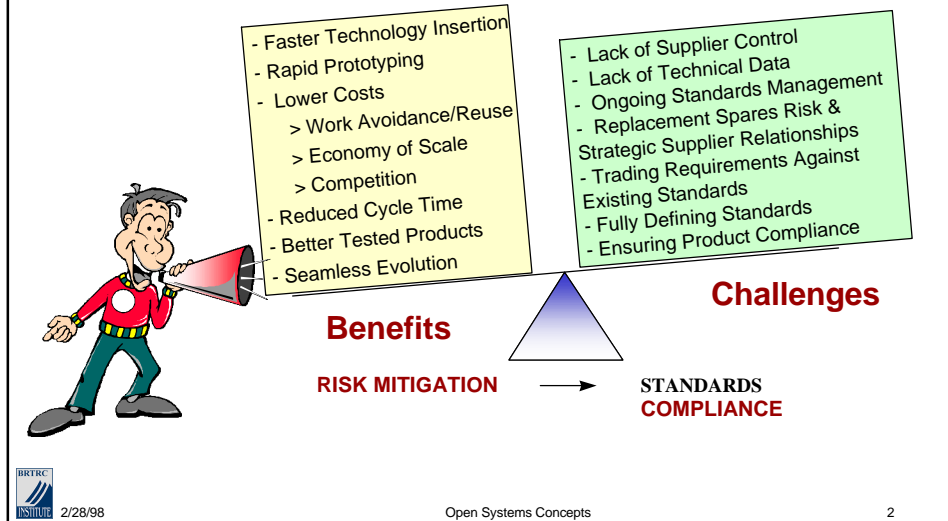 - Faster Technology Insertion
- Rapid Prototyping
- Lower Costs
> Work Avoidance/Reuse
> Economy of Scale
> Competition
- Reduced Cycle Time
- Better Tested Products
- Seamless Evolution
- Lack of Supplier Control
- Lack of Technical Data
- Ongoing Standards Management
- Replacement Spares Risk &
Strategic Supplier Relationships
- Trading Requirements Against
Existing Standards
- Fully Defining Standards
- Ensuring Product Compliance
Benefits
Challenges
RISK MITIGATION
STANDARDS
COMPLIANCE
BRTRC
INSTITUTE
2/28/98
Open Systems Concepts
2